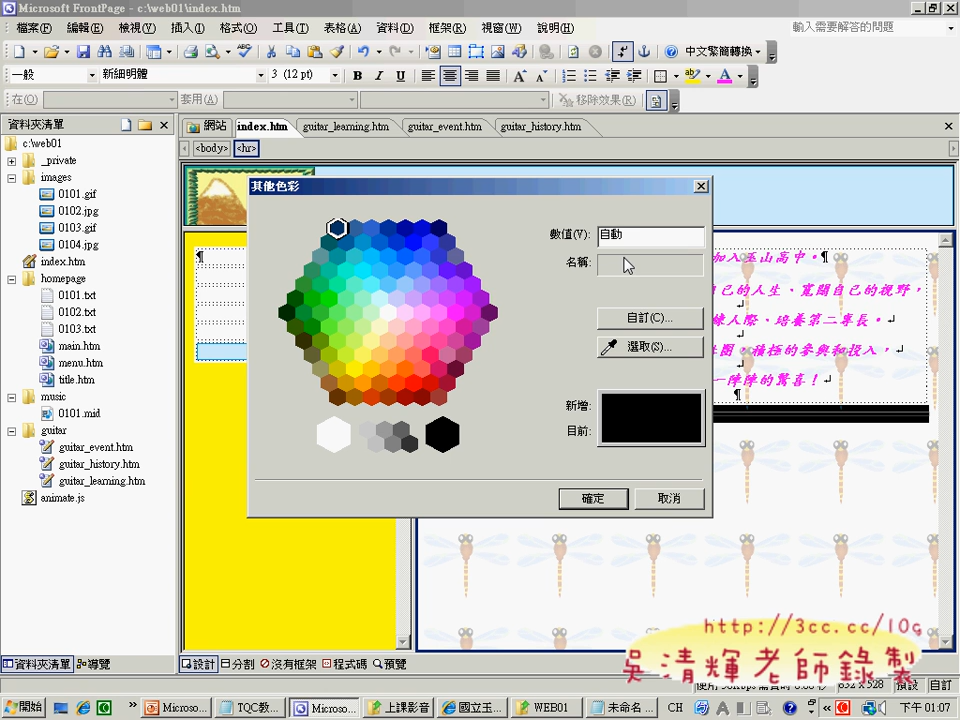 Microsoft FrontPage - c:\web01\index.htm
檔案(F) 編輯(E) 檢視(V) 插入(I) 格式(O) 工具(T) 表格(A) 資料(D) 框架(R) 視窗(W) 說明(H) 輸入需要解答的問題
中文繁簡轉換
一般 新細明體 3 (12 pt) B I U A A A
在(O) 套用(A) 移除效果(R)
資料夾清單 網站 index.htm guitar_learning.htm guitar_event.htm guitar_history.htm
<body> <hr>
c:\web01
_private
images
0101.gif
0102.jpg
0103.gif
0104.jpg
index.htm
homepage
0101.txt
0102.txt
0103.txt
main.htm
menu.htm
title.htm
music
0101.mid
guitar
guitar_event.htm
guitar_history.htm
guitar_learning.htm
animate.js
其他色彩
數值(V): 自動
名稱:
自訂(C)...
選取(S)...
新增:
目前:
確定 取消
加入玉山高中。
己的人生、寬闊自己的視野,
人際、培養第二專長。
社團,積極的參與和投入,
一陣陣的驚喜!
http://3cc.cc/10g
吳清輝老師錄製
資料夾清單 導覽 設計 分割 沒有框架 程式碼 預覽
652 x 528 預設 自訂
開始 Microso... TQC教... Microso... 上課影音 國立玉... WEB01 未命名... CH 下午 01:07